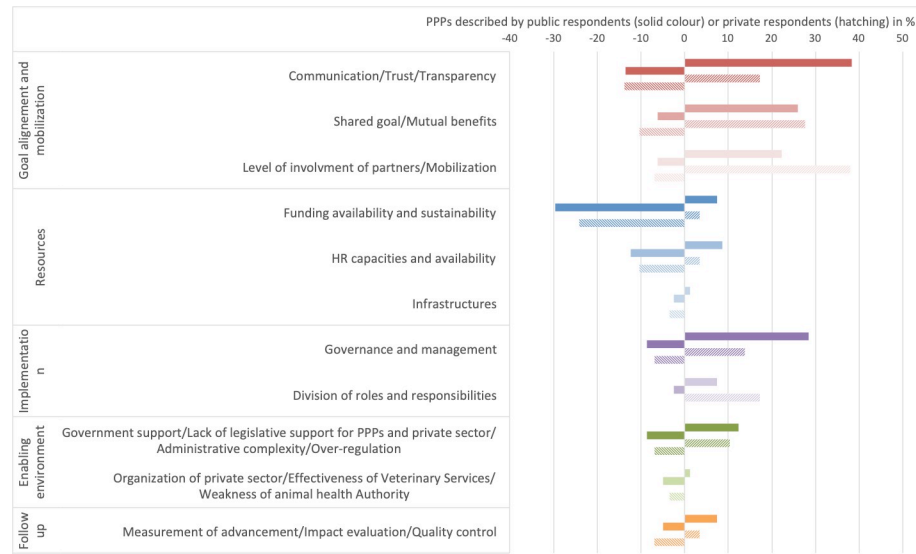 PPPs described by public respondents (solid colour) or private respondents (hatching) in %
-40 -30 -20 -10 0 10 20 30 40 50
Goal alignement and
mobilization
Communication/Trust/Transparency
Shared goal/Mutual benefits
Level of involvment of partners/Mobilization
Resources
Funding availability and sustainability
HR capacities and availability
Infrastructures
Implementatio
n
Governance and management
Division of roles and responsibilities
Enabling
environment
Government support/Lack of legislative support for PPPs and private sector/
Administrative complexity/Over-regulation
Organization of private sector/Effectiveness of Veterinary Services/
Weakness of animal health Authority
Follow
up
Measurement of advancement/Impact evaluation/Quality control